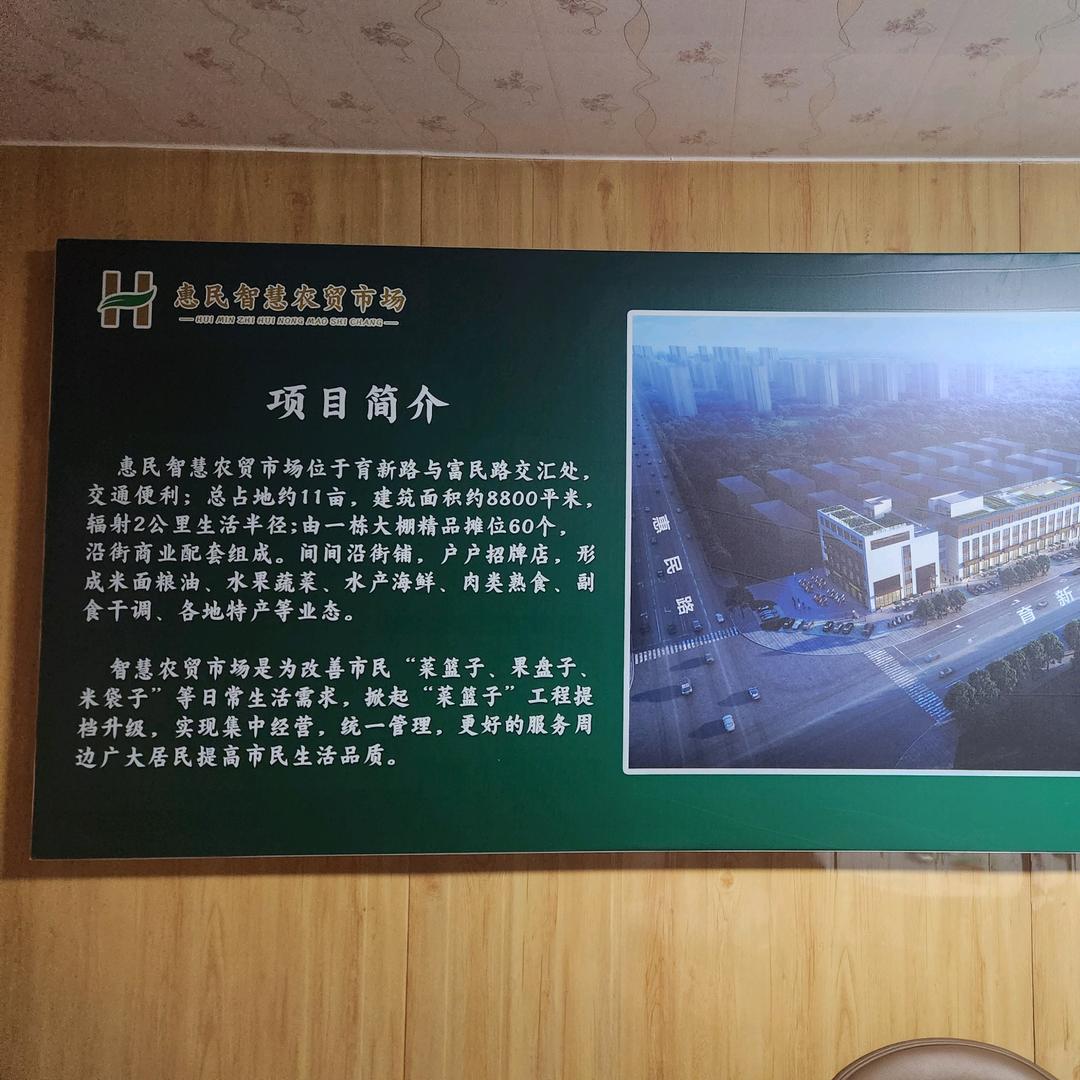 惠民智慧农贸市场
HUI MIN ZHI HUI NONG MAO SHI CHANG
项目简介
惠民智慧农贸市场位于育新路与富民路交汇处，
交通便利；总占地约11亩，建筑面积约8800平米，
辐射2公里生活半径;由一栋大棚精品摊位60个，
沿街商业配套组成。间间沿街铺，户户招牌店，形
成米面粮油、水果蔬菜、水产海鲜、肉类熟食、副
食干调、各地特产等业态。
智慧农贸市场是为改善市民“菜篮子、果盘子、
米袋子”等日常生活需求，掀起“菜篮子”工程提
档升级，实现集中经营，统一管理，更好的服务周
边广大居民提高市民生活品质。
惠民路
育新